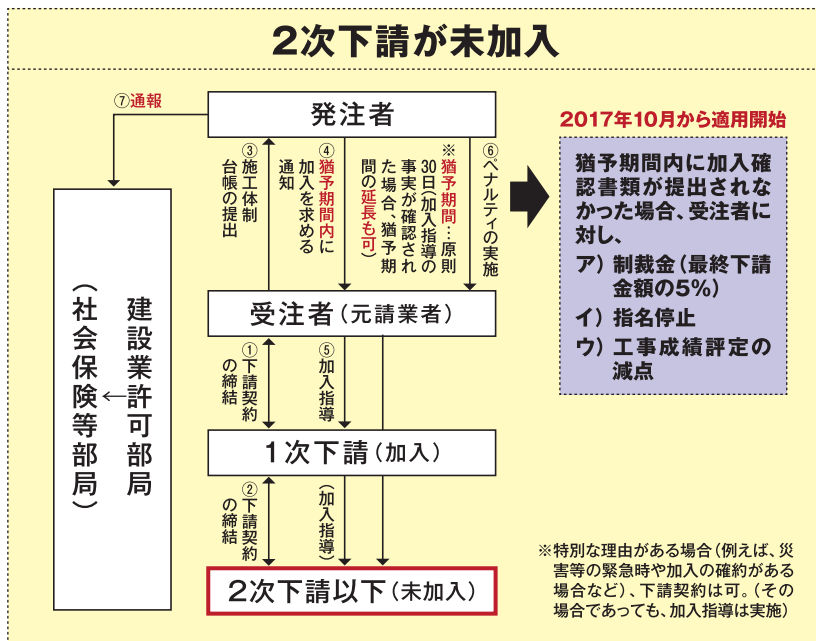 2次下請が未加入
⑦通報
発注者
③施工体制
台帳の提出
④猶予期間内に
加入を求める
通知
※猶予期間…原則
30日（加入指導の
事実が確認され
た場合、猶予期
間の延長も可）
⑥ペナルティの実施
2017年10月から適用開始
猶予期間内に加入確
認書類が提出されな
かった場合、受注者に
対し、
ア）制裁金（最終下請
金額の5%）
イ）指名停止
ウ）工事成績評定の
減点
建設業許可部局
↓
（社会保険等部局）
受注者（元請業者）
①下請契約
の締結
⑤加入指導
1次下請（加入）
②下請契約
の締結
（加入指導）
2次下請以下（未加入）
※特別な理由がある場合（例えば、災
害等の緊急時や加入の確約がある
場合など）、下請契約は可。（その
場合であっても、加入指導は実施）